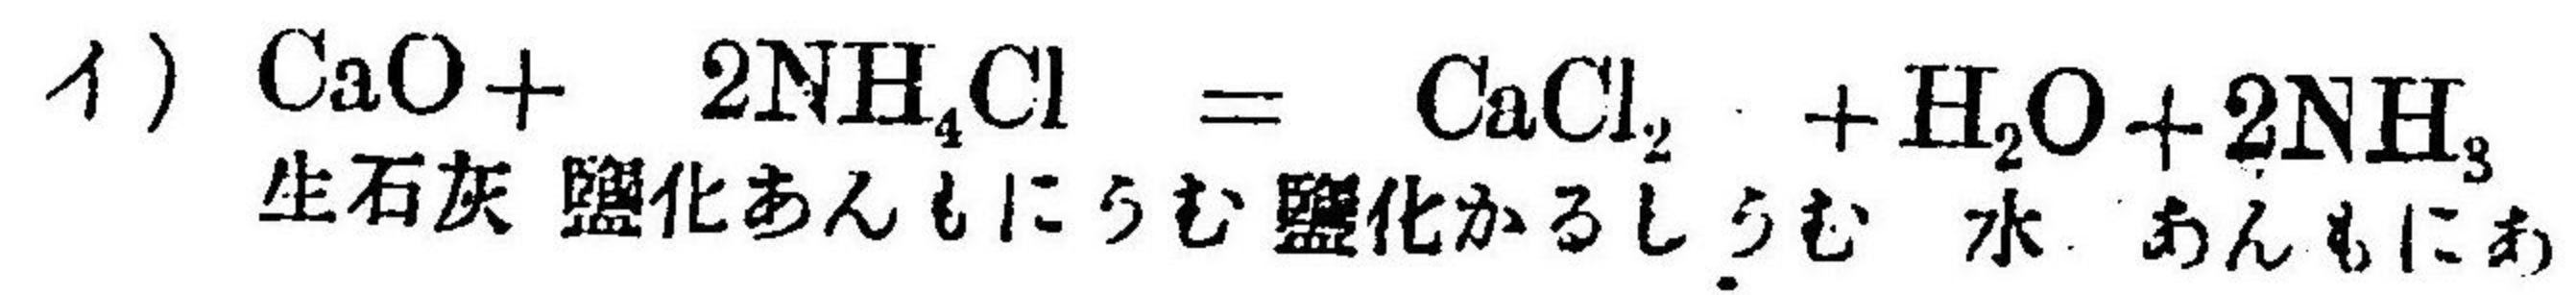 イ) CaO + 2NH₄Cl = CaCl₂ + H₂O + 2NH₃
生石灰 鹽化あんもにうむ 鹽化かるしうむ 水 あんもにあ